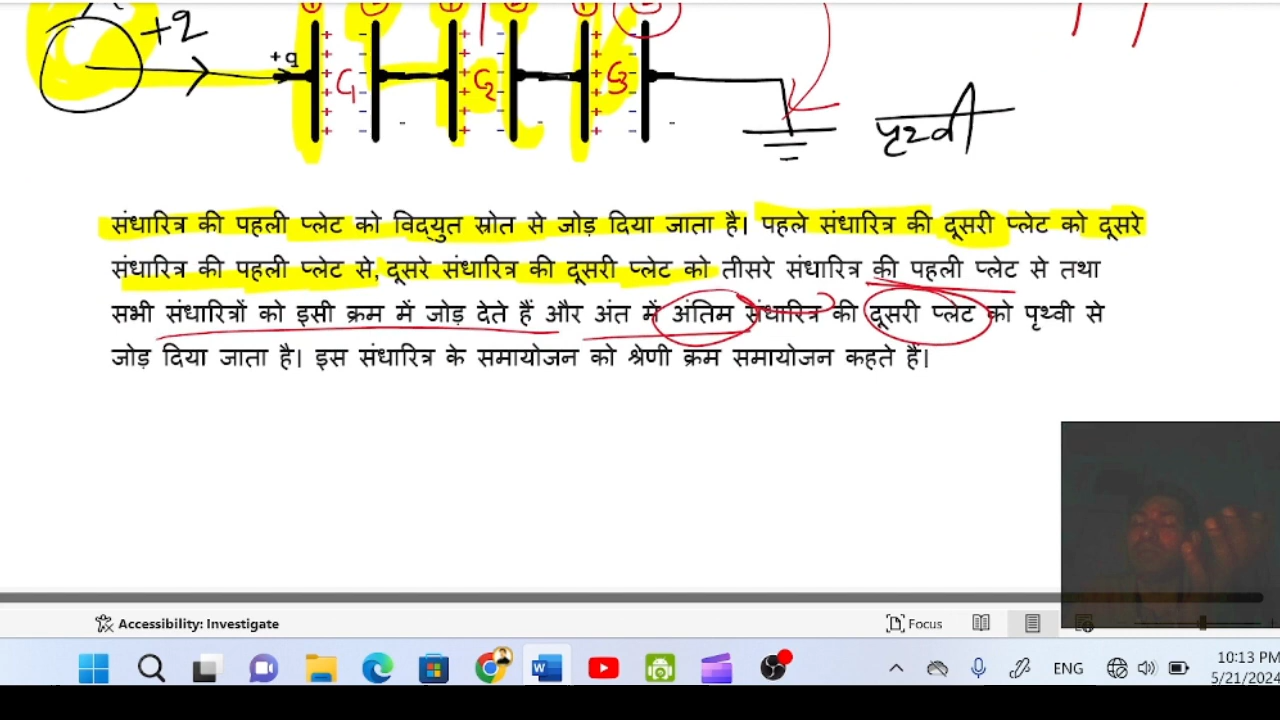 +q
+q
C1 C2 C3
पृथ्वी
संधारित्र की पहली प्लेट को विद्युत स्रोत से जोड़ दिया जाता है। पहले संधारित्र की दूसरी प्लेट को दूसरे
संधारित्र की पहली प्लेट से, दूसरे संधारित्र की दूसरी प्लेट को तीसरे संधारित्र की पहली प्लेट से तथा
सभी संधारित्रों को इसी क्रम में जोड़ देते हैं और अंत में अंतिम संधारित्र की दूसरी प्लेट को पृथ्वी से
जोड़ दिया जाता है। इस संधारित्र के समायोजन को श्रेणी क्रम समायोजन कहते हैं।
Accessibility: Investigate
Focus
ENG
10:13 PM
5/21/2024